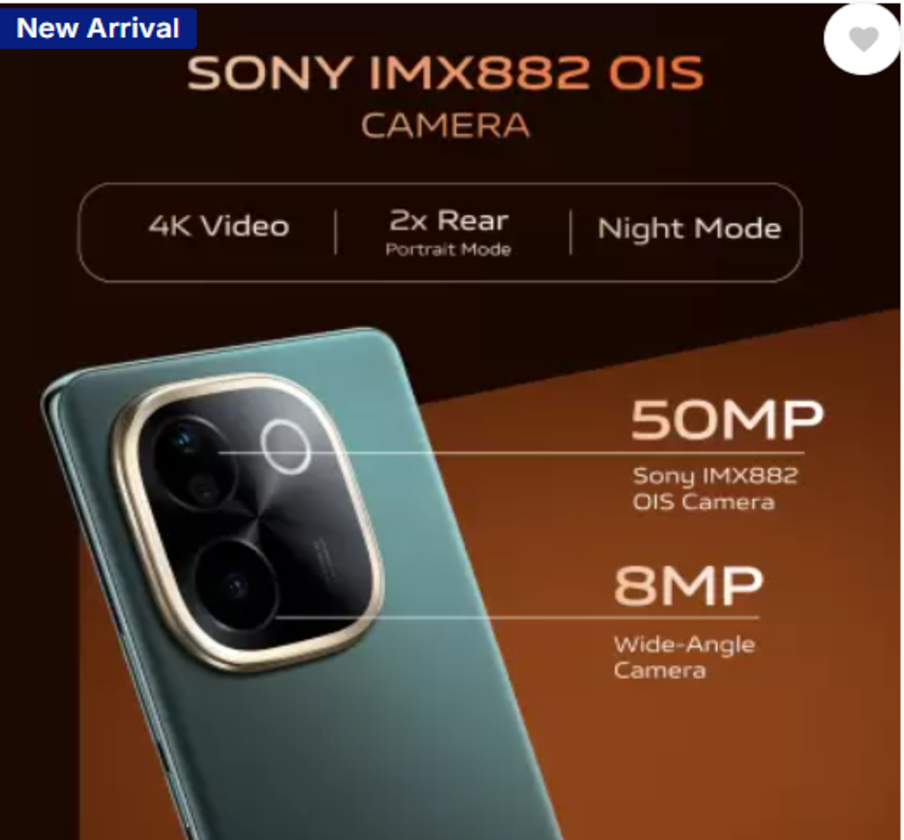 New Arrival
SONY IMX882 OIS
CAMERA
4K Video
2x Rear
Portrait Mode
Night Mode
50MP
Sony IMX882
OIS Camera
8MP
Wide-Angle
Camera